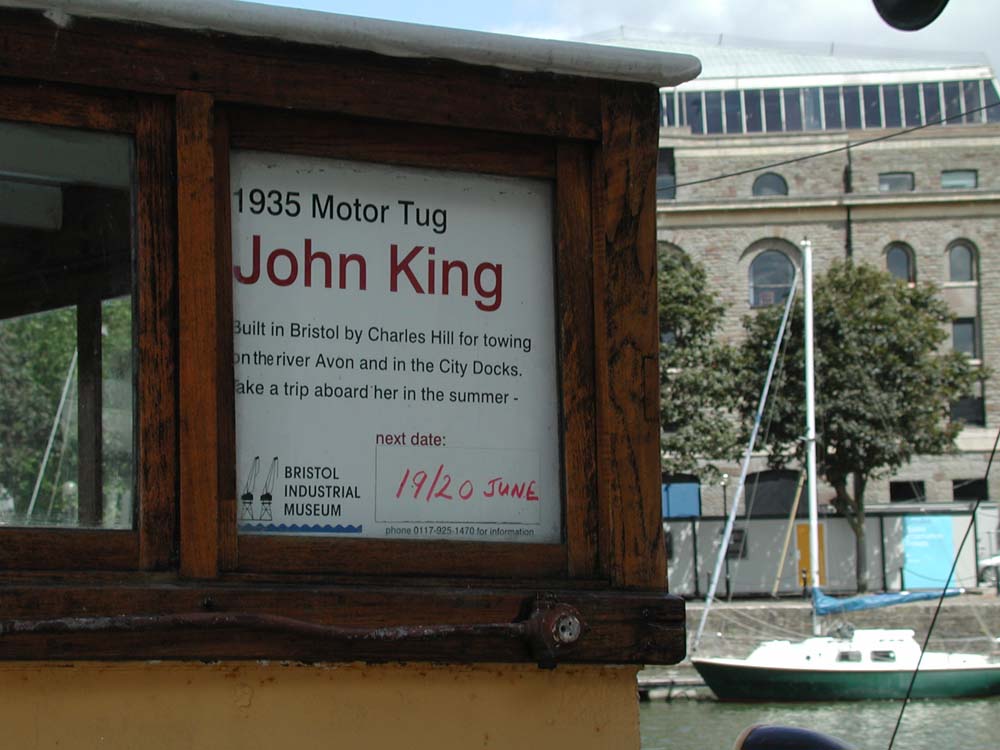 1935 Motor Tug
John King
Built in Bristol by Charles Hill for towing
on the river Avon and in the City Docks.
Take a trip aboard her in the summer -
next date:
19/20 JUNE
BRISTOL
INDUSTRIAL
MUSEUM
phone 0117-925-1470 for information